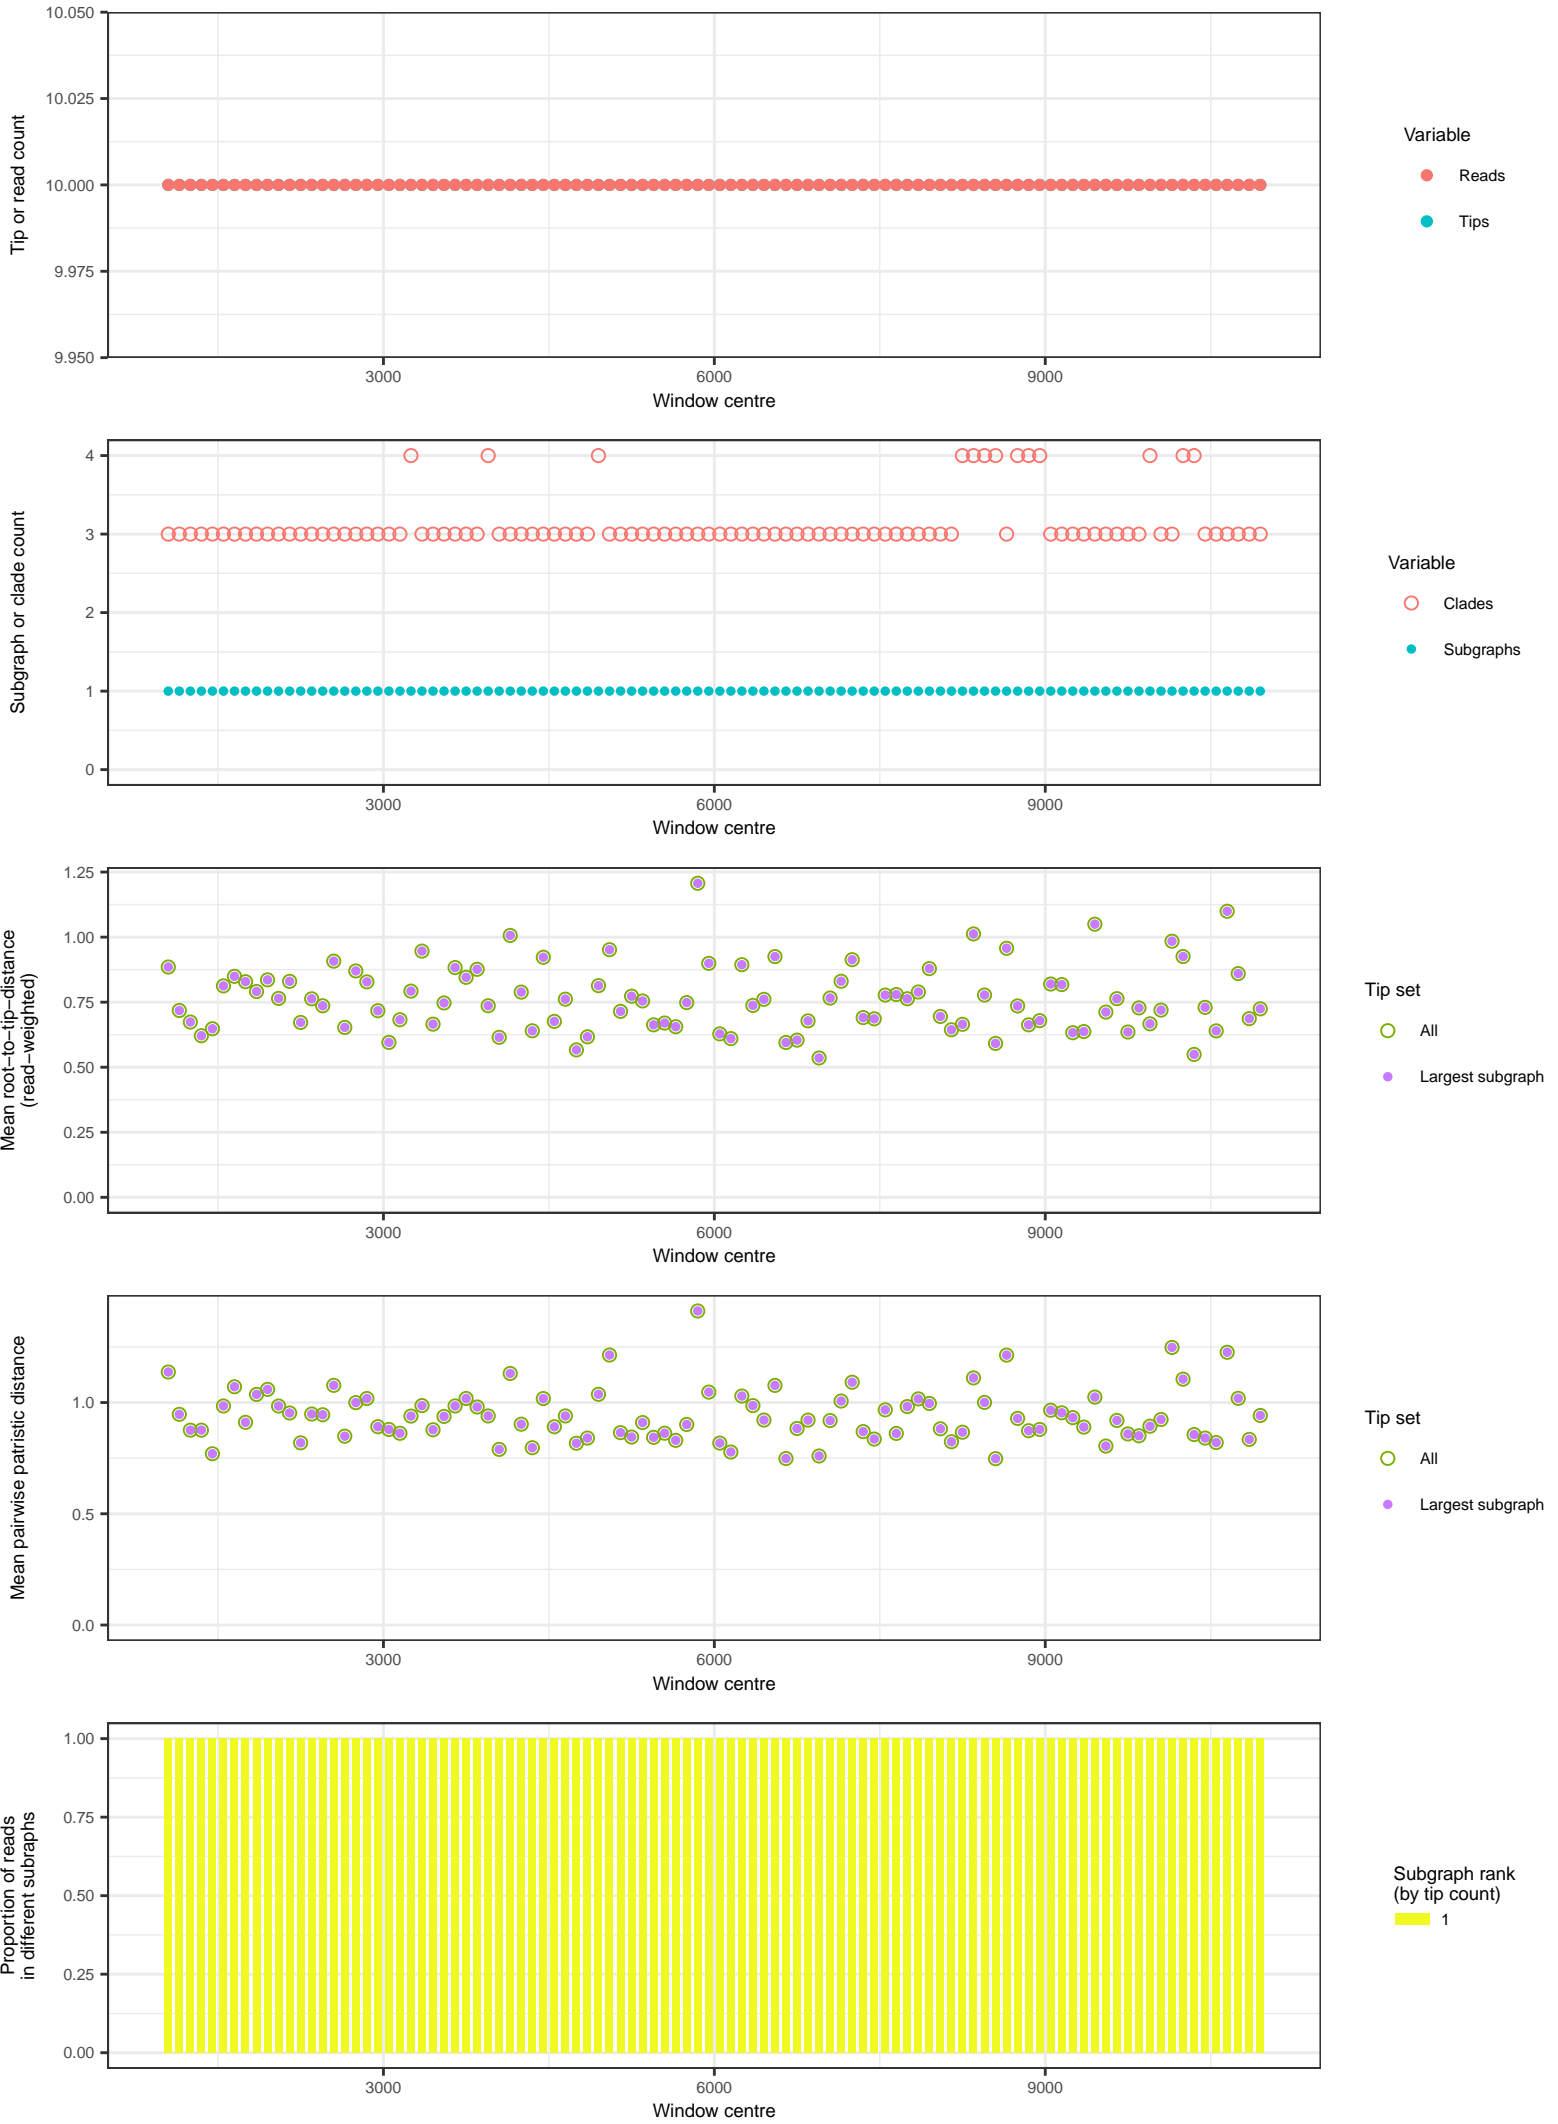 10.050
10.025
10.000
9.975
9.950
Tip or read count
3000
6000
9000
Window centre
Variable
Reads
Tips
4
3
2
1
0
Subgraph or clade count
3000
6000
9000
Window centre
Variable
Clades
Subgraphs
1.25
1.00
0.75
0.50
0.25
0.00
Mean root−to−tip−distance
(read−weighted)
3000
6000
9000
Window centre
Tip set
All
Largest subgraph
1.0
0.5
0.0
Mean pairwise patristic distance
3000
6000
9000
Window centre
Tip set
All
Largest subgraph
1.00
0.75
0.50
0.25
0.00
Proportion of reads
in different subraphs
3000
6000
9000
Window centre
Subgraph rank
(by tip count)
1